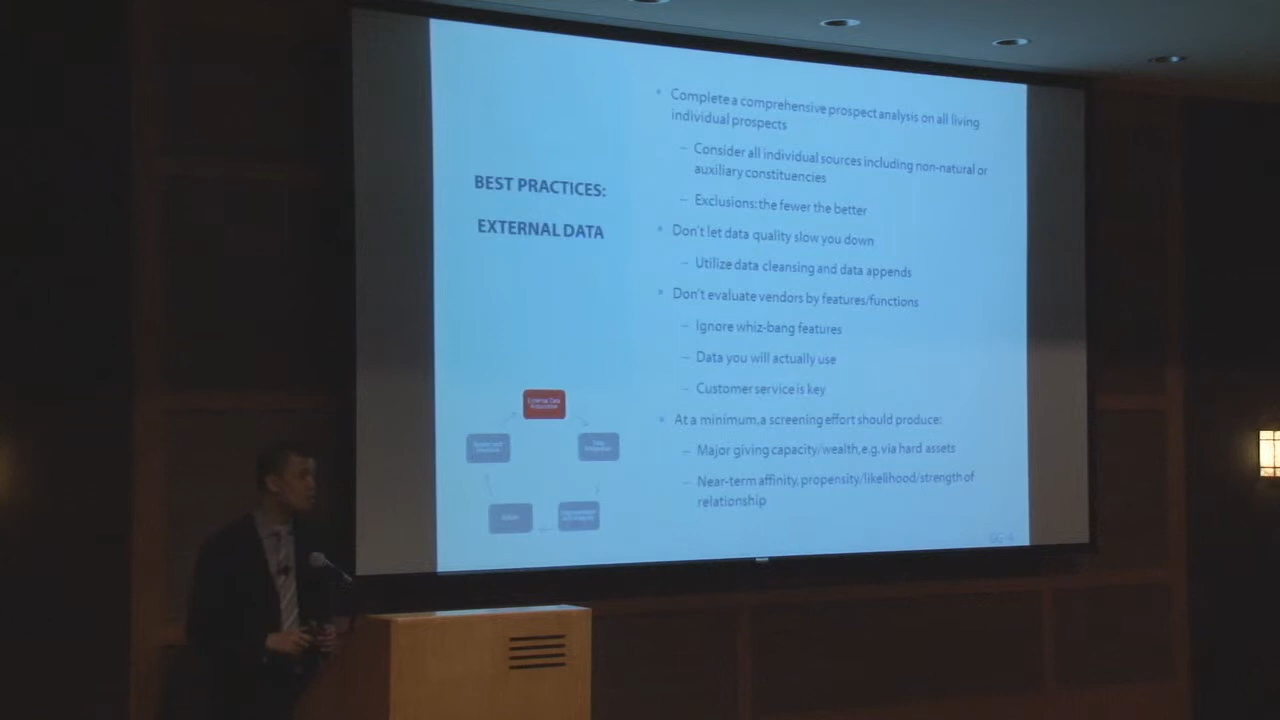 BEST PRACTICES:
EXTERNAL DATA
• Complete a comprehensive prospect analysis on all living
individual prospects
– Consider all individual sources including non-natural or
auxiliary constituencies
– Exclusions: the fewer the better
• Don't let data quality slow you down
– Utilize data cleansing and data appends
• Don't evaluate vendors by features/functions
– Ignore whiz-bang features
– Data you will actually use
– Customer service is key
• At a minimum, a screening effort should produce:
– Major giving capacity/wealth, e.g. via hard assets
– Near-term affinity, propensity/likelihood/strength of
relationship
External Data